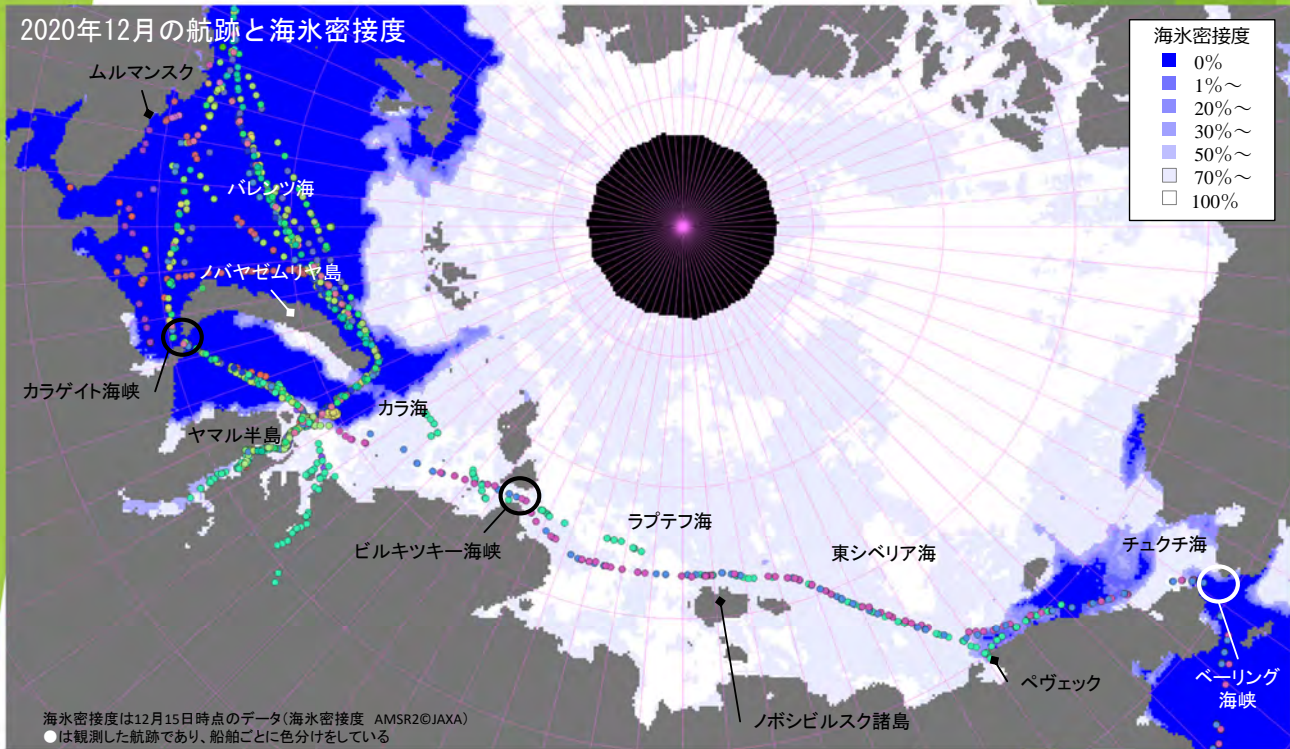 2020年12月の航跡と海氷密接度
海氷密接度
0%
1%～
20%～
30%～
50%～
70%～
100%
ムルマンスク
バレンツ海
ノバヤゼムリヤ島
カラゲイト海峡
カラ海
ヤマル半島
ビルキツキー海峡
ラプテフ海
東シベリア海
チュクチ海
ペヴェック
ベーリング
海峡
ノボシビルスク諸島
海氷密接度は12月15日時点のデータ(海氷密接度 AMSR2©JAXA)
●は観測した航跡であり、船舶ごとに色分けをしている